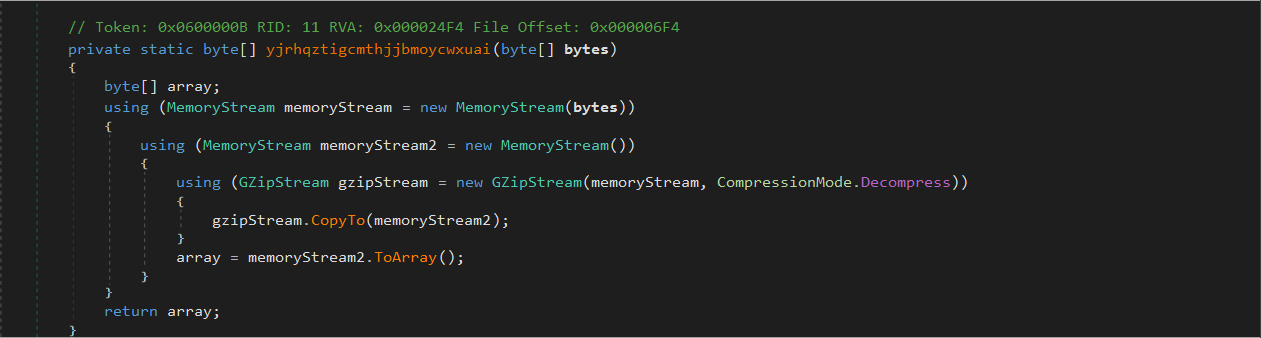 // Token: 0x0600000B RID: 11 RVA: 0x000024F4 File Offset: 0x000006F4
private static byte[] yjrhqztigcmthjjbmoycwxuai(byte[] bytes)
{
    byte[] array;
    using (MemoryStream memoryStream = new MemoryStream(bytes))
    {
        using (MemoryStream memoryStream2 = new MemoryStream())
        {
            using (GZipStream gzipStream = new GZipStream(memoryStream, CompressionMode.Decompress))
            {
                gzipStream.CopyTo(memoryStream2);
            }
            array = memoryStream2.ToArray();
        }
    }
    return array;
}